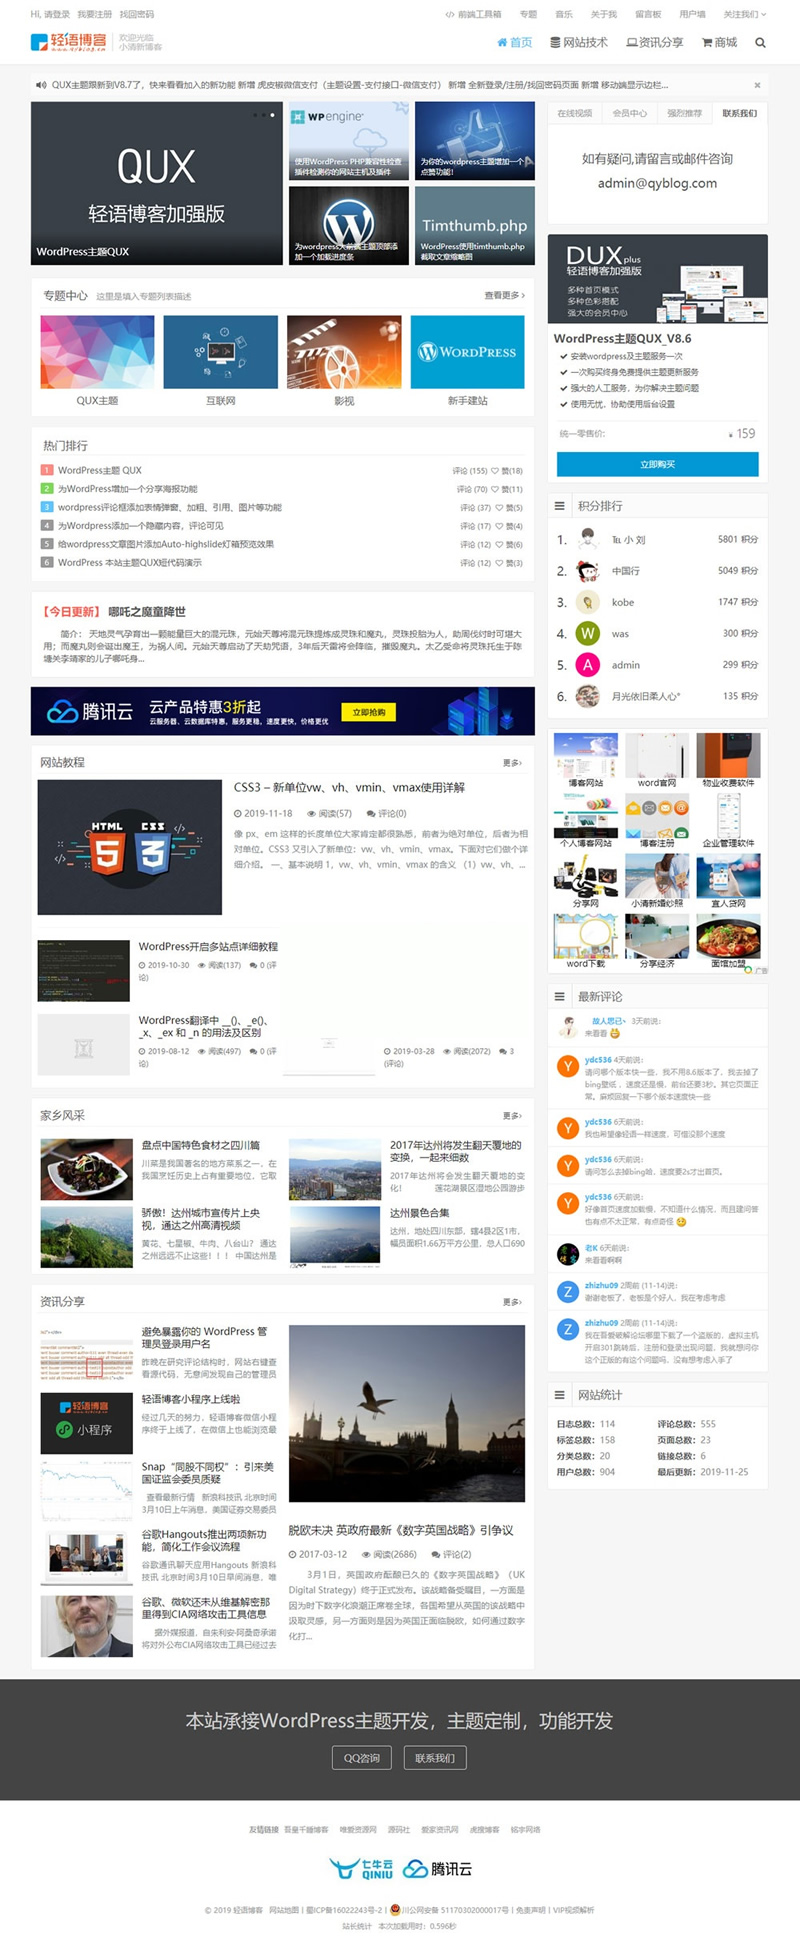 Hi, 请登录 我要注册 找回密码
</> 前端工具箱 专题 音乐 关于我 留言板 用户墙 关注我们
轻语博客
欢迎光临
小清新博客
首页 网站技术 资讯分享 商城
QUX主题跟新到V8.7了，快来看看加入的新功能 新增 虎皮椒微信支付（主题设置-支付接口-微信支付） 新增 全新登录/注册/找回密码页面 新增 移动端显示边栏...
QUX
轻语博客加强版
WordPress主题QUX
WPengine
使用WordPress PHP兼容性检查
插件检测你的网站主机及插件
为你的wordpress主题增加一个
点赞功能!
为wordpress大前端主题顶部添
加一个加载进度条
Timthumb.php
WordPress使用timthumb.php
截取文章缩略图
在线视频 会员中心 强烈推荐 联系我们
如有疑问,请留言或邮件咨询
admin@qyblog.com
专题中心 这里是填入专题列表描述 查看更多
WORDPRESS
QUX主题 互联网 影视 新手建站
DUX plus
轻语博客加强版
多种首页模式
多种色彩搭配
强大的会员中心
WordPress主题QUX_V8.6
安装wordpress及主题服务一次
一次购买终身免费提供主题更新服务
强大的人工服务，为你解决主题问题
使用无忧，协助使用后台设置
统一零售价: ¥ 159
立即购买
热门排行
1 WordPress主题 QUX 评论 (155) 赞(18)
2 为WordPress增加一个分享海报功能 评论 (70) 赞(11)
3 wordpress评论框添加表情弹窗、加粗、引用、图片等功能 评论 (37) 赞(5)
4 为Wordpress添加一个隐藏内容，评论可见 评论 (17) 赞(4)
5 给wordpress文章图片添加Auto-highslide灯箱预览效果 评论 (12) 赞(6)
6 WordPress 本站主题QUX短代码演示 评论 (12) 赞(3)
积分排行
1. 小 刘 5801 积分
2. 中国行 5049 积分
3. kobe 1747 积分
4. W was 300 积分
5. A admin 299 积分
6. 月光依旧柔人心* 135 积分
【今日更新】 哪吒之魔童降世
简介： 天地灵气孕育出一颗能量巨大的混元珠，元始天尊将混元珠提炼成灵珠和魔丸，灵珠投胎为人，助周伐纣时可堪大
用；而魔丸则会诞出魔王，为祸人间。元始天尊启动了天劫咒语，3年后天雷将会降临，摧毁魔丸。太乙受命将灵珠托生于陈
塘关李靖家的儿子哪吒身...
腾讯云 云产品特惠3折起
云服务器、云数据库特惠，服务更稳，速度更快，价格更优
立即抢购
博客网站 word官网 物业收费软件
个人博客网站 博客注册 企业管理软件
分享网 小清新婚纱照 宜人贷网
word下载 分享经济 面馆加盟
广告
网站教程 更多
HTML CSS
5 3
CSS3 – 新单位vw、vh、vmin、vmax使用详解
2019-11-18 阅读(57) 评论(0)
像 px、em 这样的长度单位大家肯定都很熟悉，前者为绝对单位，后者为相
对单位。CSS3 又引入了新单位：vw、vh、vmin、vmax。下面对它们做个详
细介绍。 一、基本说明 1，vw、vh、vmin、vmax 的含义 （1）vw、vh、...
WordPress开启多站点详细教程
2019-10-30 阅读(137) 0 (评
论)
WordPress翻译中 __()、_e()、
_x、_ex 和 _n 的用法及区别
2019-08-12 阅读(497) 0 (评
论)
2019-03-28 阅读(2072) 3
(评论)
最新评论
故人思己、 3天前说：
来看看
ydc536 4天前说：
请问哪个版本快一些，我不用8.6版本了，我去掉了
bing壁纸 ，速度还是慢，前台还要3秒。其它页面正
常。麻烦回复一下哪个版本速度快一些
ydc536 6天前说：
我也希望像轻语一样速度，可惜没那个速度
ydc536 6天前说：
请问怎么去掉bing哈，速度要2s才出首页。
ydc536 6天前说：
好像首页速度加载慢，不知道什么情况，而且建问答
也有点不太正常，有点奇怪
老K 6天前说：
来看看啊啊
zhizhu09 2周前 (11-14)说：
谢谢老板了，老板是个好人，我在考虑考虑
zhizhu09 2周前 (11-14)说：
我在吾爱破解论坛哪里下载了一个盗版的，虚拟主机
开启301跳转后，注册和登录出现问题，我就想问你
这个正版的有这个问题吗，没有想考虑入手了
家乡风采 更多
盘点中国特色食材之四川篇
川菜是我国著名的地方菜系之一，在
我国烹饪历史上占有重要地位，它取
2017年达州将发生翻天覆地的
变换，一起来细数
2017年达州将会发生翻天覆地的变
化! 莲花湖景区湿地公园游步
骄傲! 达州城市宣传片上央
视，通达之州高清视频
黄花、七星椒、牛肉、八台山？ 通达
之州远远不止这些！！！ 中国达州是
达州景色合集
达州，地处四川东部，辖4县2区1市，
幅员面积1.66万平方公里，总人口690
资讯分享 更多
避免暴露你的 WordPress 管
理员登录用户名
昨晚在研究评论结构时，网站右键查
看源代码，无意间发现自己的管理员
轻语博客
小程序
轻语博客小程序上线啦
经过几天的努力，轻语博客微信小程
序终于上线了，在微信上也能浏览最
Snap “同股不同权”：引来美
国证监会委员质疑
查看最新行情 新浪科技讯 北京时间
3月10日上午消息，美国证券交易委员
谷歌Hangouts推出两项新功
能，简化工作会议流程
谷歌通讯聊天应用Hangouts 新浪科
技讯 北京时间3月10日早间消息，谁
谷歌、微软还未从维基解密那
里得到CIA网络攻击工具信息
据外媒报道，自朱利安·阿桑奇承诺
将对外公布CIA网络攻击工具已经过去
脱欧未决 英政府最新《数字英国战略》引争议
2017-03-12 阅读(2686) 评论(2)
3月1日，英国政府酝酿已久的《数字英国战略》（UK
Digital Strategy）终于正式发布。该战略备受瞩目，一方面是
因为时下数字化浪潮正席卷全球，各国希望从英国的该战略中
汲取灵感，另一方面则是因为英国正面临脱欧，如何通过数字
化打...
网站统计
日志总数：114 评论总数：555
标签总数：158 页面总数：23
分类总数：20 链接总数：6
用户总数：904 最后更新：2019-11-25
本站承接WordPress主题开发，主题定制，功能开发
QQ咨询 联系我们
友情链接 吾皇千睡博客 唯爱资源网 源码社 爱家资讯网 虎搜博客 铭宇网络
七牛云 QINIU 腾讯云
© 2019 轻语博客 网站地图 | 蜀ICP备16022243号-2 | 川公网安备 51170302000017号 | 免责声明 | VIP视频解析
站长统计 本次加载用时：0.596秒